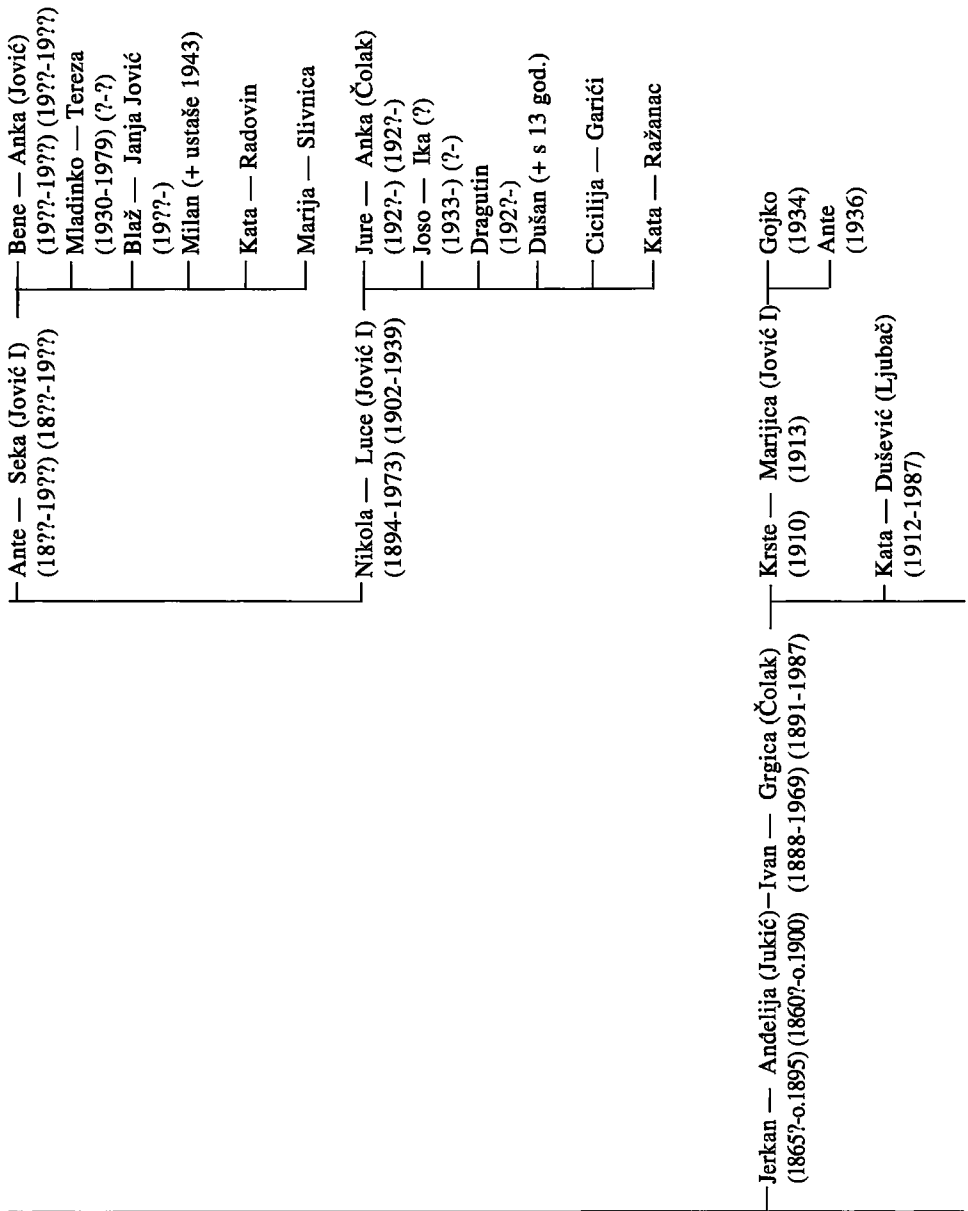 Ante — Seka (Jović I)
(18??-19??) (18??-19??)
Bene — Anka (Jović)
(19??-19??) (19??-19??)
Mladinko — Tereza
(1930-1979) (?-?)
Blaž — Janja Jović
(19??-)
Milan (+ ustaše 1943)
Kata — Radovin
Marija — Slivnica
Nikola — Luce (Jović I)
(1894-1973) (1902-1939)
Jure — Anka (Čolak)
(192?-) (192?-)
Joso — Ika (?)
(1933-) (?-)
Dragutin
(192?-)
Dušan (+ s 13 god.)
Cicilija — Garići
Kata — Ražanac
Jerkan — Anđelija (Jukić)
(1865?-o.1895) (1860?-o.1900)
Ivan — Grgica (Čolak)
(1888-1969) (1891-1987)
Krste — Marijica (Jović I)
(1910) (1913)
Gojko
(1934)
Ante
(1936)
Kata — Dušević (Ljubač)
(1912-1987)